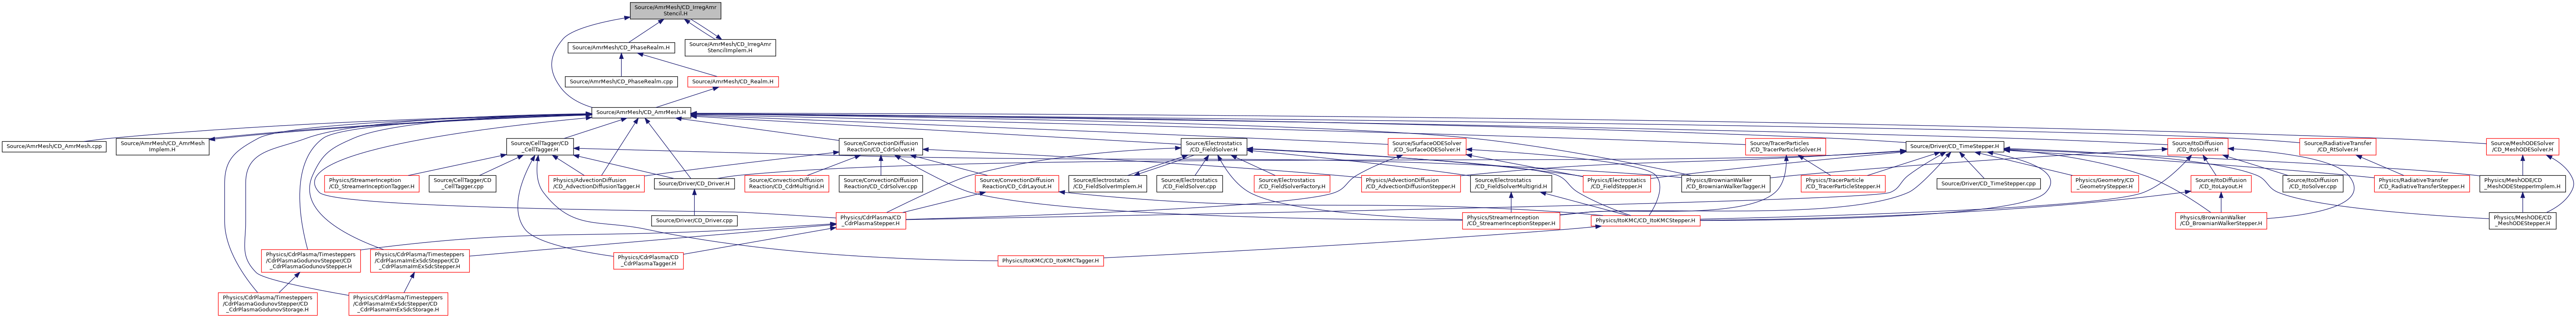 Source/AmrMesh/CD_IrregAmr
Stencil.H
Source/AmrMesh/CD_PhaseRealm.H
Source/AmrMesh/CD_IrregAmr
StencilImplem.H
Source/AmrMesh/CD_PhaseRealm.cpp
Source/AmrMesh/CD_Realm.H
Source/AmrMesh/CD_AmrMesh.H
Source/AmrMesh/CD_AmrMesh.cpp
Source/AmrMesh/CD_AmrMesh
Implem.H
Source/CellTagger/CD
_CellTagger.H
Source/ConvectionDiffusion
Reaction/CD_CdrSolver.H
Source/Electrostatics
/CD_FieldSolver.H
Source/SurfaceODESolver
/CD_SurfaceODESolver.H
Source/TracerParticles
/CD_TracerParticleSolver.H
Source/Driver/CD_TimeStepper.H
Source/ItoDiffusion
/CD_ItoSolver.H
Source/RadiativeTransfer
/CD_RtSolver.H
Source/MeshODESolver
/CD_MeshODESolver.H
Physics/StreamerInception
/CD_StreamerInceptionTagger.H
Source/CellTagger/CD
_CellTagger.cpp
Physics/AdvectionDiffusion
/CD_AdvectionDiffusionTagger.H
Source/Driver/CD_Driver.H
Source/ConvectionDiffusion
Reaction/CD_CdrMultigrid.H
Source/ConvectionDiffusion
Reaction/CD_CdrSolver.cpp
Source/ConvectionDiffusion
Reaction/CD_CdrLayout.H
Source/Electrostatics
/CD_FieldSolverImplem.H
Source/Electrostatics
/CD_FieldSolver.cpp
Source/Electrostatics
/CD_FieldSolverFactory.H
Physics/AdvectionDiffusion
/CD_AdvectionDiffusionStepper.H
Source/Electrostatics
/CD_FieldSolverMultigrid.H
Physics/Electrostatics
/CD_FieldStepper.H
Physics/BrownianWalker
/CD_BrownianWalkerTagger.H
Physics/TracerParticle
/CD_TracerParticleStepper.H
Source/Driver/CD_TimeStepper.cpp
Physics/Geometry/CD
_GeometryStepper.H
Source/ItoDiffusion
/CD_ItoLayout.H
Source/ItoDiffusion
/CD_ItoSolver.cpp
Physics/RadiativeTransfer
/CD_RadiativeTransferStepper.H
Physics/MeshODE/CD
_MeshODEStepperImplem.H
Source/Driver/CD_Driver.cpp
Physics/CdrPlasma/CD
_CdrPlasmaStepper.H
Physics/StreamerInception
/CD_StreamerInceptionStepper.H
Physics/ItoKMC/CD_ItoKMCStepper.H
Physics/BrownianWalker
/CD_BrownianWalkerStepper.H
Physics/MeshODE/CD
_MeshODEStepper.H
Physics/CdrPlasma/Timesteppers
/CdrPlasmaGodunovStepper/CD
_CdrPlasmaGodunovStepper.H
Physics/CdrPlasma/Timesteppers
/CdrPlasmaImExSdcStepper/CD
_CdrPlasmaImExSdcStepper.H
Physics/CdrPlasma/CD
_CdrPlasmaTagger.H
Physics/ItoKMC/CD_ItoKMCTagger.H
Physics/CdrPlasma/Timesteppers
/CdrPlasmaGodunovStepper/CD
_CdrPlasmaGodunovStorage.H
Physics/CdrPlasma/Timesteppers
/CdrPlasmaImExSdcStepper/CD
_CdrPlasmaImExSdcStorage.H